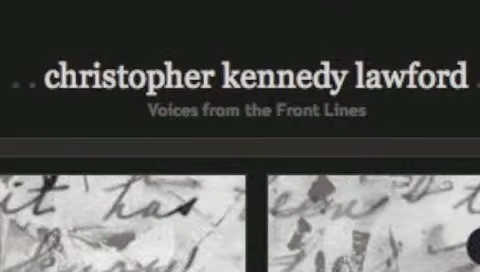 christopher kennedy lawford
Voices from the Front Lines
it has